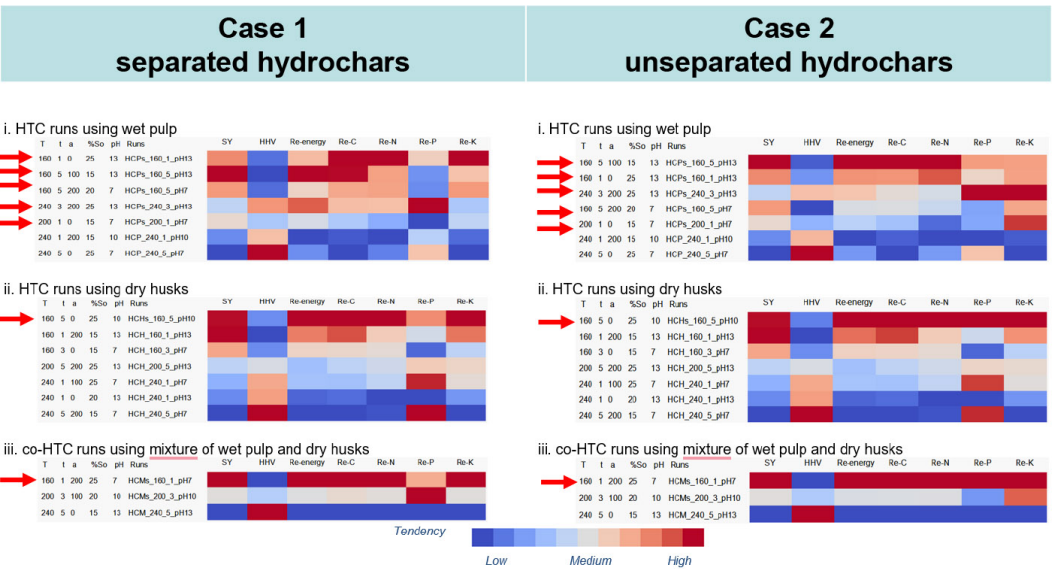 Case 1
separated hydrochars
Case 2
unseparated hydrochars
i. HTC runs using wet pulp
T t a %So pH Runs SY HHV Re-energy Re-C Re-N Re-P Re-K
160 1 0 25 13 HCPs_160_1_pH13
160 5 100 15 13 HCPs_160_5_pH13
160 5 200 20 7 HCPs_160_5_pH7
240 3 200 25 13 HCPs_240_3_pH13
200 1 0 15 7 HCPs_200_1_pH7
240 1 200 15 10 HCP_240_1_pH10
240 5 0 25 7 HCP_240_5_pH7
ii. HTC runs using dry husks
T t a %So pH Runs SY HHV Re-energy Re-C Re-N Re-P Re-K
160 5 0 25 10 HCHs_160_5_pH10
160 1 200 15 13 HCH_160_1_pH13
160 3 0 15 7 HCH_160_3_pH7
200 5 200 25 13 HCH_200_5_pH13
240 1 100 25 7 HCH_240_1_pH7
240 1 0 20 13 HCH_240_1_pH13
240 5 200 15 7 HCH_240_5_pH7
iii. co-HTC runs using mixture of wet pulp and dry husks
T t a %So pH Runs SY HHV Re-energy Re-C Re-N Re-P Re-K
160 1 200 25 7 HCMs_160_1_pH7
200 3 100 20 10 HCMs_200_3_pH10
240 5 0 15 13 HCM_240_5_pH13
i. HTC runs using wet pulp
T t a %So pH Runs SY HHV Re-energy Re-C Re-N Re-P Re-K
160 5 100 15 13 HCPs_160_5_pH13
160 1 0 25 13 HCPs_160_1_pH13
240 3 200 25 13 HCPs_240_3_pH13
160 5 200 20 7 HCPs_160_5_pH7
200 1 0 15 7 HCPs_200_1_pH7
240 1 200 15 10 HCP_240_1_pH10
240 5 0 25 7 HCP_240_5_pH7
ii. HTC runs using dry husks
T t a %So pH Runs SY HHV Re-energy Re-C Re-N Re-P Re-K
160 5 0 25 10 HCHs_160_5_pH10
160 1 200 15 13 HCH_160_1_pH13
160 3 0 15 7 HCH_160_3_pH7
200 5 200 25 13 HCH_200_5_pH13
240 1 100 25 7 HCH_240_1_pH7
240 1 0 20 13 HCH_240_1_pH13
240 5 200 15 7 HCH_240_5_pH7
iii. co-HTC runs using mixture of wet pulp and dry husks
T t a %So pH Runs SY HHV Re-energy Re-C Re-N Re-P Re-K
160 1 200 25 7 HCMs_160_1_pH7
200 3 100 20 10 HCMs_200_3_pH10
240 5 0 15 13 HCM_240_5_pH13
Tendency
Low Medium High